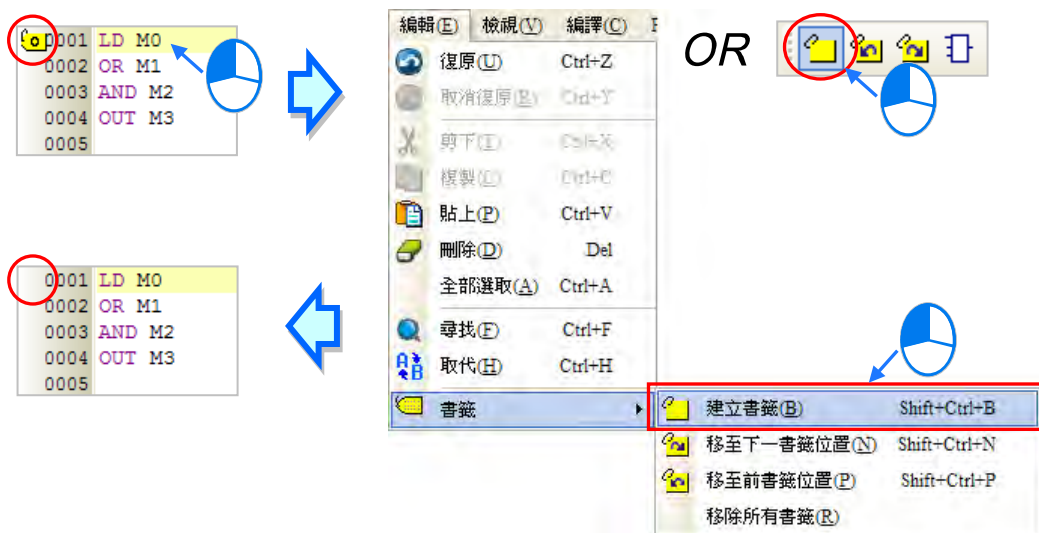 0001 LD M0
0002 OR M1
0003 AND M2
0004 OUT M3
0005
編輯(E) 檢視(V) 編譯(C)
復原(U) Ctrl+Z
取消復原(R) Ctrl+Y
剪下(T) Ctrl+X
複製(C) Ctrl+C
貼上(P) Ctrl+V
刪除(D) Del
全部選取(A) Ctrl+A
尋找(F) Ctrl+F
取代(H) Ctrl+H
書籤
建立書籤(B) Shift+Ctrl+B
移至下一書籤位置(N) Shift+Ctrl+N
移至前書籤位置(P) Shift+Ctrl+P
移除所有書籤(R)
OR
0001 LD M0
0002 OR M1
0003 AND M2
0004 OUT M3
0005